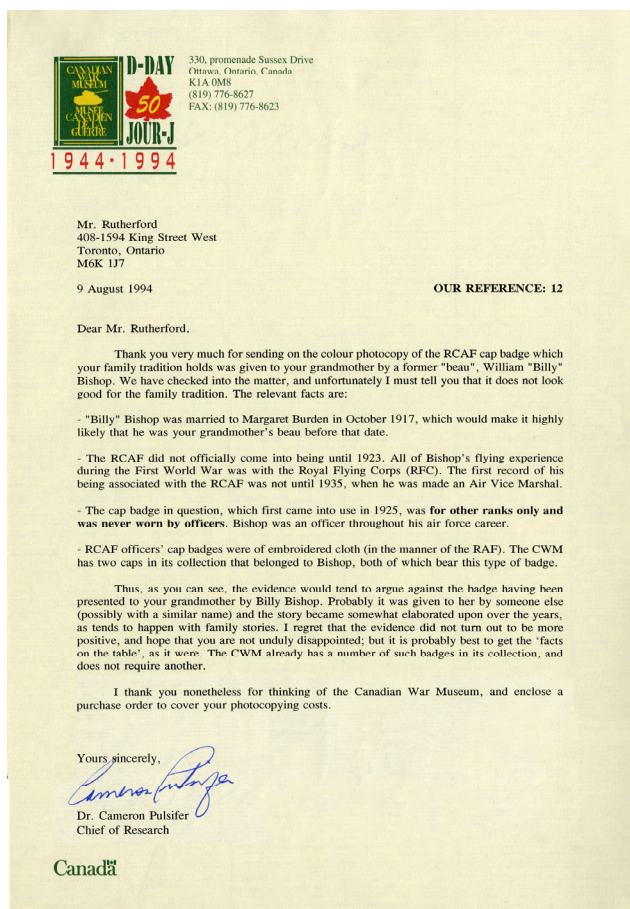 CANADIAN
WAR
MUSEUM
MUSÉE
CANADIEN
DE LA
GUERRE
D-DAY
50
JOUR-J
1944·1994
330, promenade Sussex Drive
Ottawa, Ontario, Canada
K1A 0M8
(819) 776-8627
FAX: (819) 776-8623
Mr. Rutherford
408-1594 King Street West
Toronto, Ontario
M6K 1J7
9 August 1994 OUR REFERENCE: 12
Dear Mr. Rutherford.
Thank you very much for sending on the colour photocopy of the RCAF cap badge which
your family tradition holds was given to your grandmother by a former "beau", William "Billy"
Bishop. We have checked into the matter, and unfortunately I must tell you that it does not look
good for the family tradition. The relevant facts are:
- "Billy" Bishop was married to Margaret Burden in October 1917, which would make it highly
likely that he was your grandmother's beau before that date.
- The RCAF did not officially come into being until 1923. All of Bishop's flying experience
during the First World War was with the Royal Flying Corps (RFC). The first record of his
being associated with the RCAF was not until 1935, when he was made an Air Vice Marshal.
- The cap badge in question, which first came into use in 1925, was for other ranks only and
was never worn by officers. Bishop was an officer throughout his air force career.
- RCAF officers' cap badges were of embroidered cloth (in the manner of the RAF). The CWM
has two caps in its collection that belonged to Bishop, both of which bear this type of badge.
Thus, as you can see, the evidence would tend to argue against the badge having been
presented to your grandmother by Billy Bishop. Probably it was given to her by someone else
(possibly with a similar name) and the story became somewhat elaborated upon over the years,
as tends to happen with family stories. I regret that the evidence did not turn out to be more
positive, and hope that you are not unduly disappointed; but it is probably best to get the 'facts
on the table', as it were. The CWM already has a number of such badges in its collection, and
does not require another.
I thank you nonetheless for thinking of the Canadian War Museum, and enclose a
purchase order to cover your photocopying costs.
Yours sincerely,
Cameron Pulsifer
Dr. Cameron Pulsifer
Chief of Research
Canada